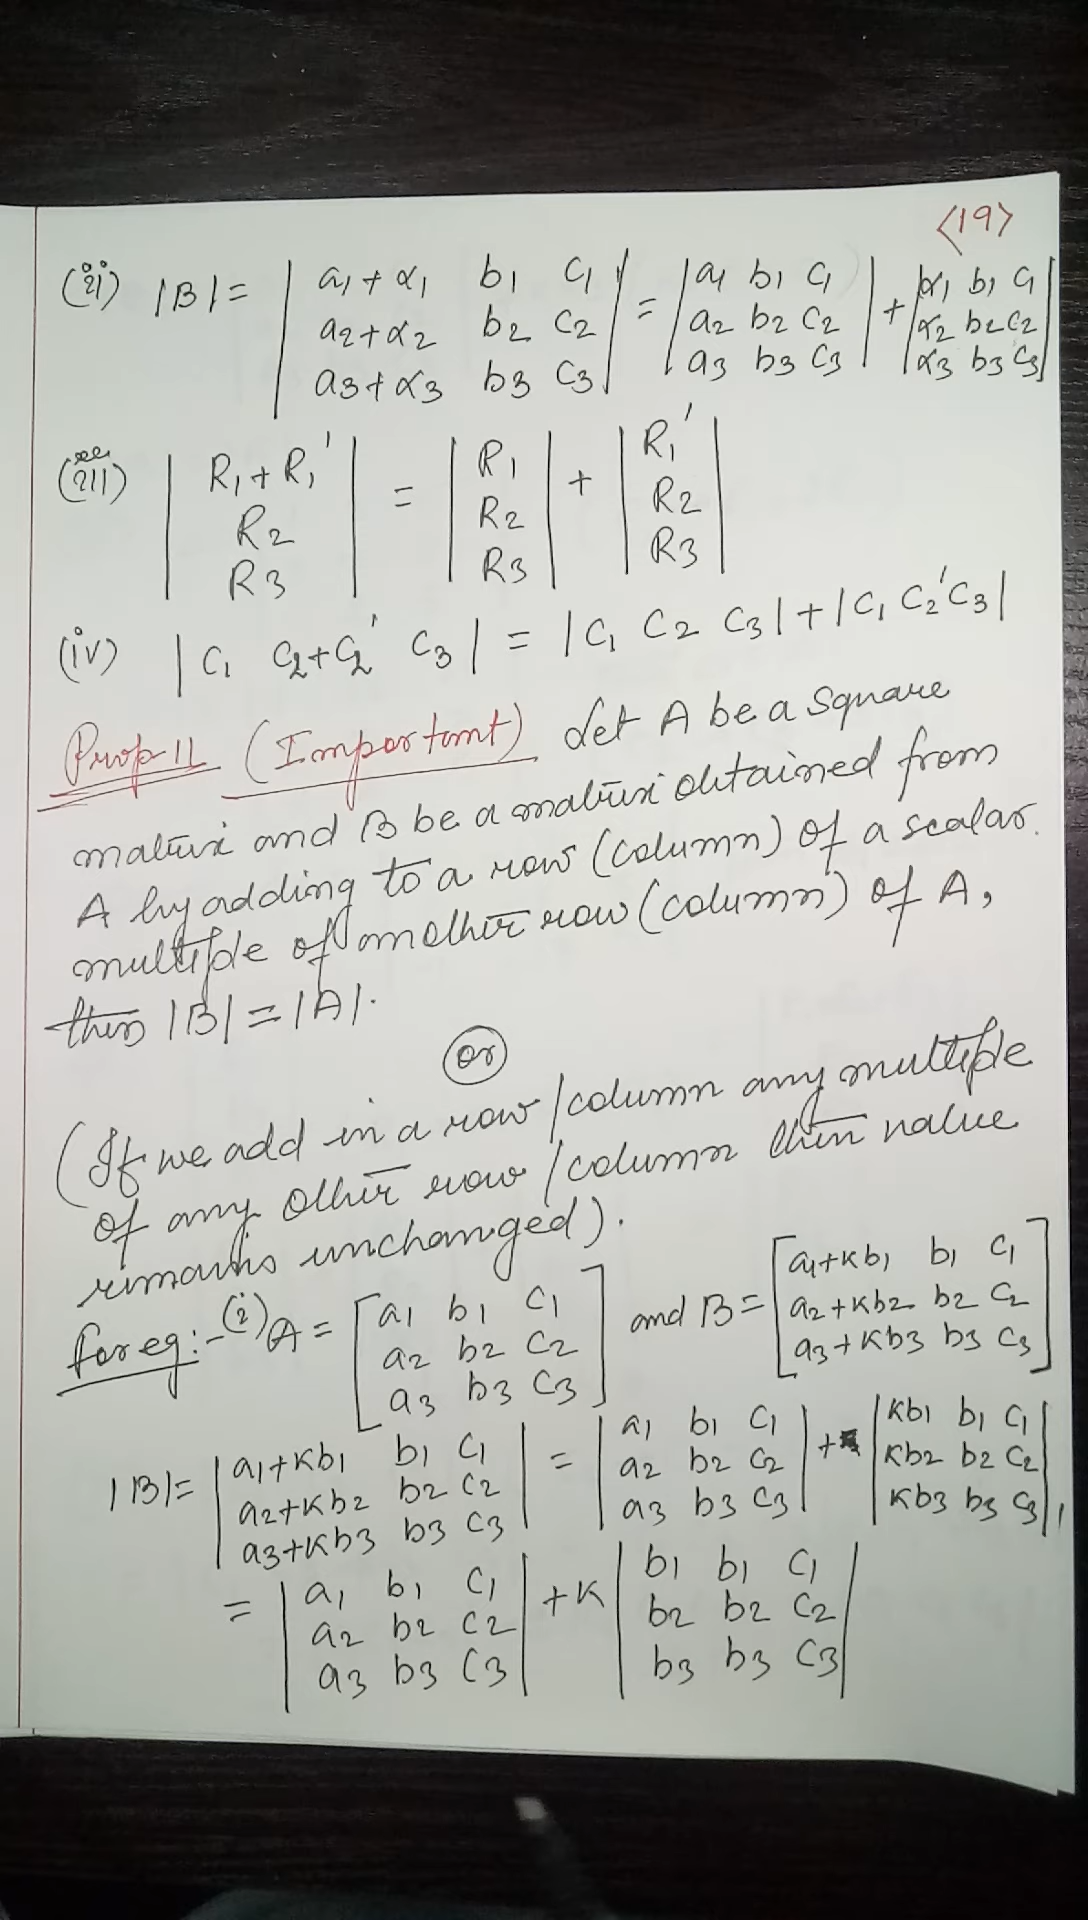 <19>
(ii) |B| = | a1+α1 b1 c1 | = | a1 b1 c1 | + | α1 b1 c1 |
| a2+α2 b2 c2 | | a2 b2 c2 | | α2 b2 c2 |
| a3+α3 b3 c3 | | a3 b3 c3 | | α3 b3 c3 |
(iii) | R1+R1' | = | R1 | + | R1' |
| R2 | | R2 | | R2 |
| R3 | | R3 | | R3 |
(iv) | C1 C2+C2' C3 | = | C1 C2 C3 | + | C1 C2' C3 |
Prop 11 (Important) Let A be a square
matrix and B be a matrix obtained from
A by adding to a row (column) of a scalar
multiple of another row (column) of A,
then |B| = |A|.
(or)
(If we add in a row/column any multiple
of any other row/column then value
remains unchanged).
for eg:- (i) A = [ a1 b1 c1 ] and B = [ a1+kb1 b1 c1 ]
[ a2 b2 c2 ] [ a2+kb2 b2 c2 ]
[ a3 b3 c3 ] [ a3+kb3 b3 c3 ]
|B| = | a1+kb1 b1 c1 | = | a1 b1 c1 | + | kb1 b1 c1 |
| a2+kb2 b2 c2 | | a2 b2 c2 | | kb2 b2 c2 |
| a3+kb3 b3 c3 | | a3 b3 c3 | | kb3 b3 c3 |,
= | a1 b1 c1 | + k | b1 b1 c1 |
| a2 b2 c2 | | b2 b2 c2 |
| a3 b3 c3 | | b3 b3 c3 |